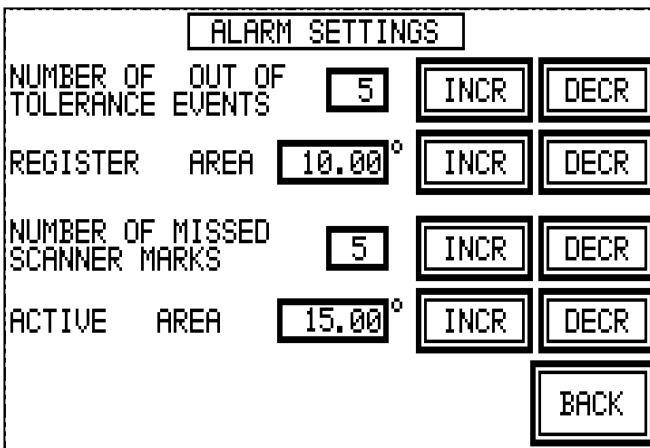 ALARM SETTINGS
NUMBER OF OUT OF
TOLERANCE EVENTS
5
INCR
DECR
REGISTER AREA
10.00°
INCR
DECR
NUMBER OF MISSED
SCANNER MARKS
5
INCR
DECR
ACTIVE AREA
15.00°
INCR
DECR
BACK